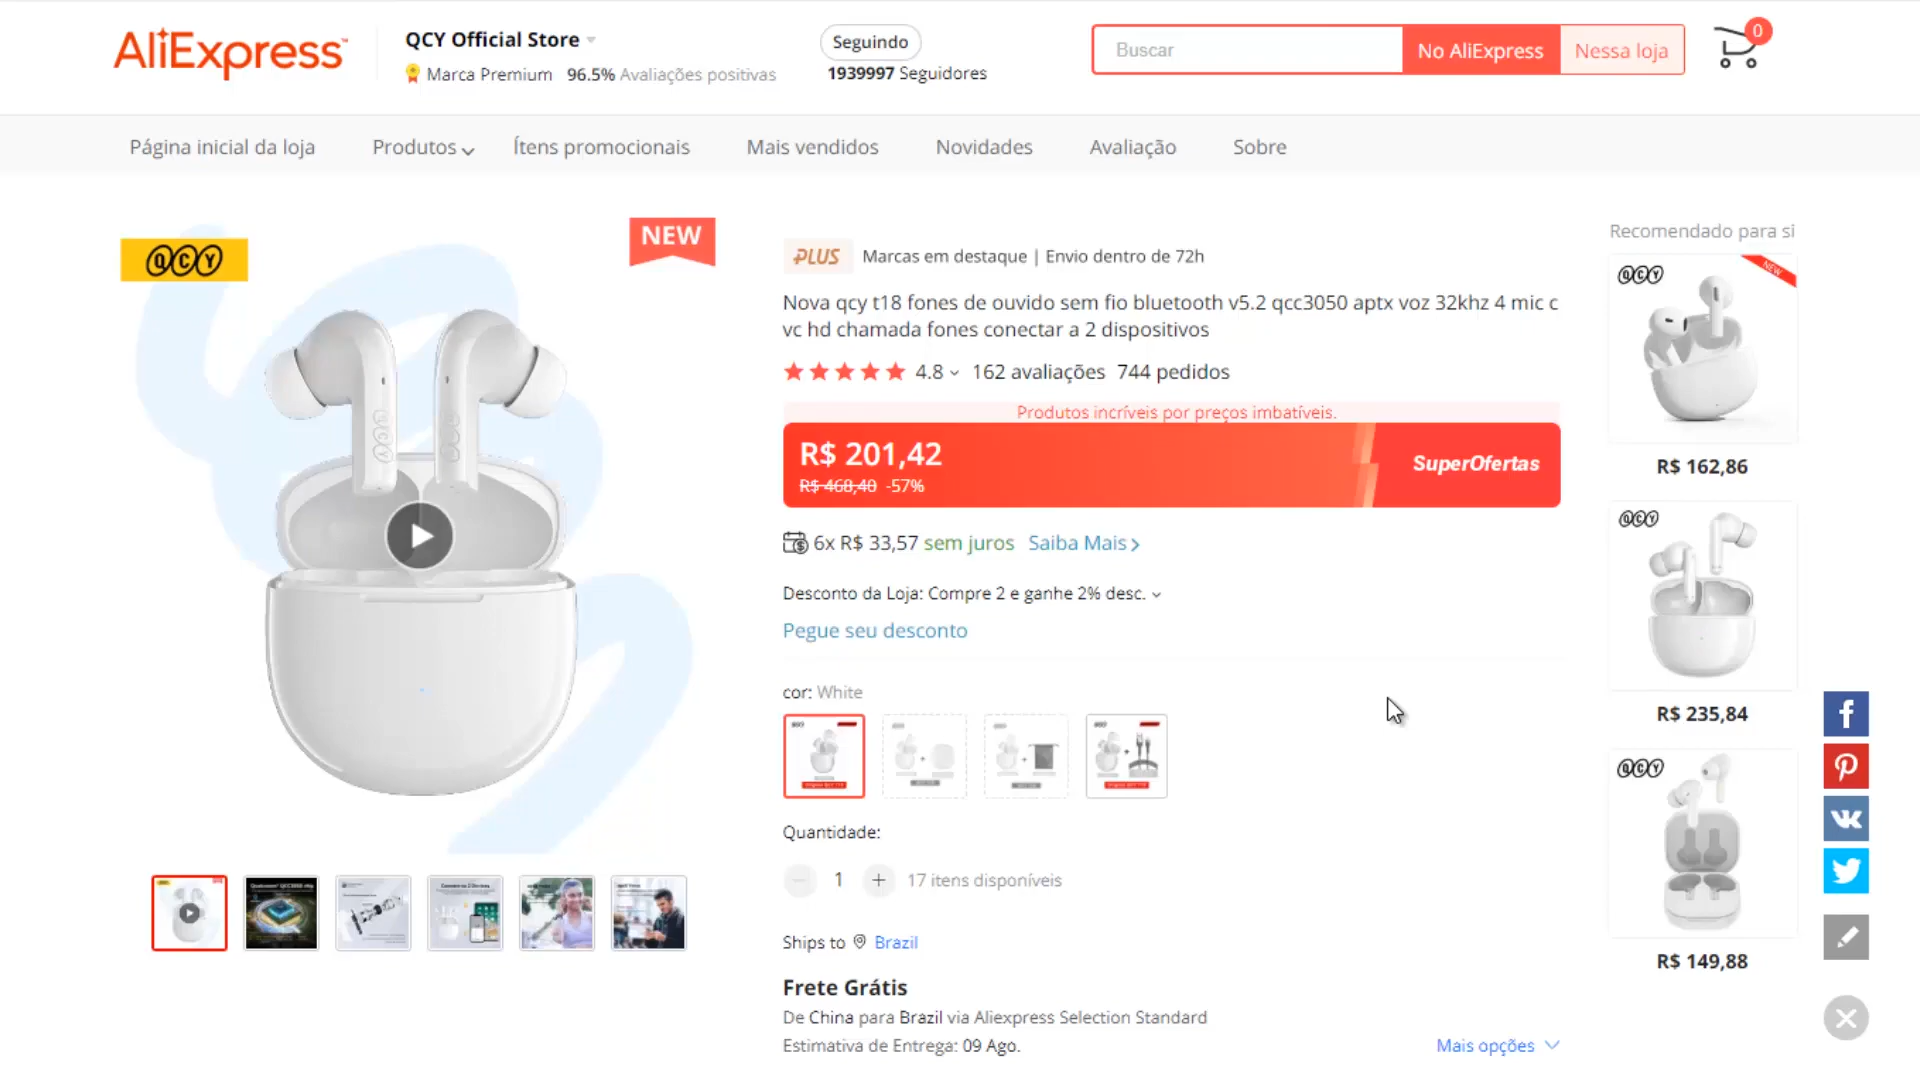 AliExpress™
QCY Official Store
Marca Premium 96.5% Avaliações positivas
Seguindo
1939997 Seguidores
Buscar
No AliExpress
Nessa loja
0
Página inicial da loja
Produtos
Ítens promocionais
Mais vendidos
Novidades
Avaliação
Sobre
QCY
NEW
QCY
QCY
PLUS Marcas em destaque | Envio dentro de 72h
Nova qcy t18 fones de ouvido sem fio bluetooth v5.2 qcc3050 aptx voz 32khz 4 mic c
vc hd chamada fones conectar a 2 dispositivos
4.8 162 avaliações 744 pedidos
Produtos incríveis por preços imbatíveis.
R$ 201,42
R$ 468,40 -57%
SuperOfertas
6x R$ 33,57 sem juros Saiba Mais
Desconto da Loja: Compre 2 e ganhe 2% desc.
Pegue seu desconto
cor: White
Quantidade:
1 17 itens disponíveis
Ships to Brazil
Frete Grátis
De China para Brazil via Aliexpress Selection Standard
Estimativa de Entrega: 09 Ago.
Mais opções
Recomendado para si
QCY
NEW
R$ 162,86
QCY
R$ 235,84
QCY
R$ 149,88